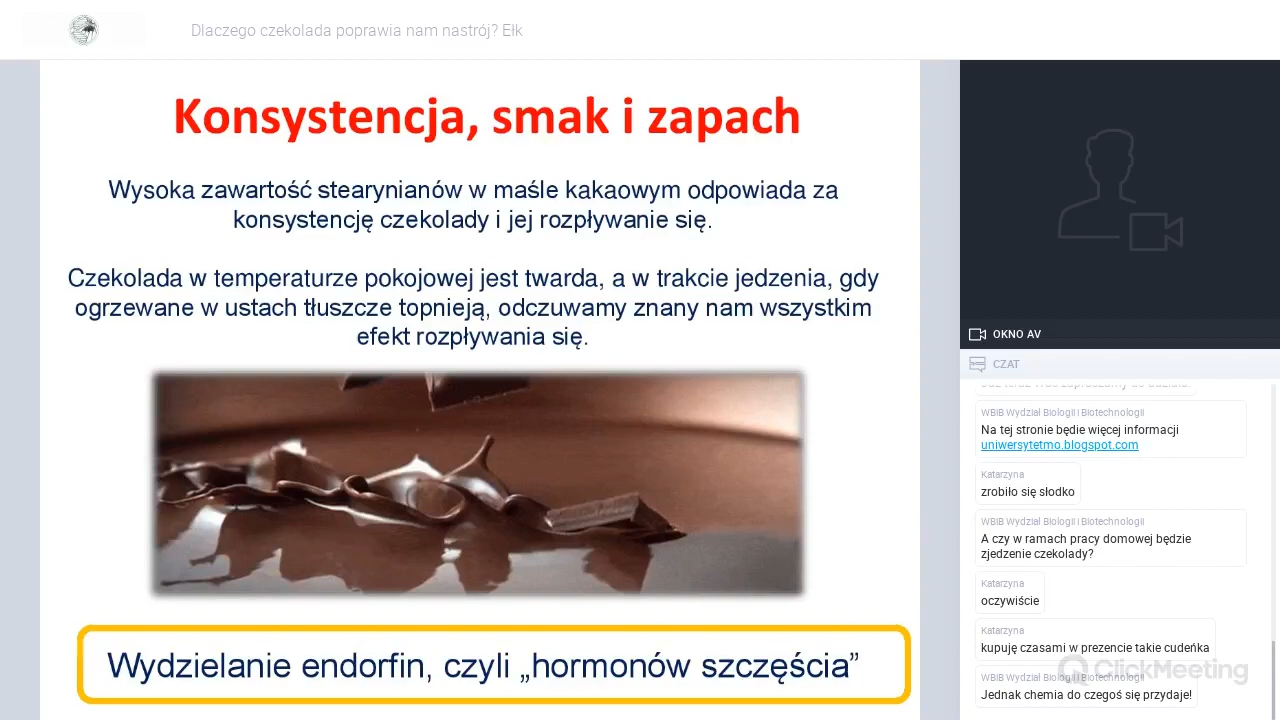 Dlaczego czekolada poprawia nam nastrój? Ełk
Konsystencja, smak i zapach
Wysoka zawartość stearynianów w maśle kakaowym odpowiada za
konsystencję czekolady i jej rozpływanie się.
Czekolada w temperaturze pokojowej jest twarda, a w trakcie jedzenia, gdy
ogrzewane w ustach tłuszcze topnieją, odczuwamy znany nam wszystkim
efekt rozpływania się.
Wydzielanie endorfin, czyli „hormonów szczęścia”
OKNO AV
CZAT
WBiB Wydział Biologii i Biotechnologii
Na tej stronie będie więcej informacji
uniwersytetmo.blogspot.com
Katarzyna
zrobiło się słodko
WBiB Wydział Biologii i Biotechnologii
A czy w ramach pracy domowej będzie
zjedzenie czekolady?
Katarzyna
oczywiście
Katarzyna
kupuję czasami w prezencie takie cudeńka
ClickMeeting
WBiB Wydział Biologii i Biotechnologii
Jednak chemia do czegoś się przydaje!